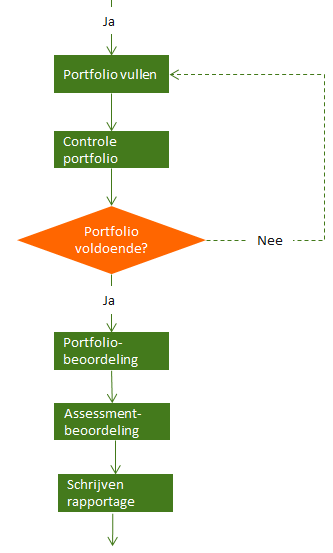 Ja
Portfolio vullen
Controle
portfolio
Portfolio
voldoende?
Nee
Ja
Portfolio-
beoordeling
Assessment-
beoordeling
Schrijven
rapportage